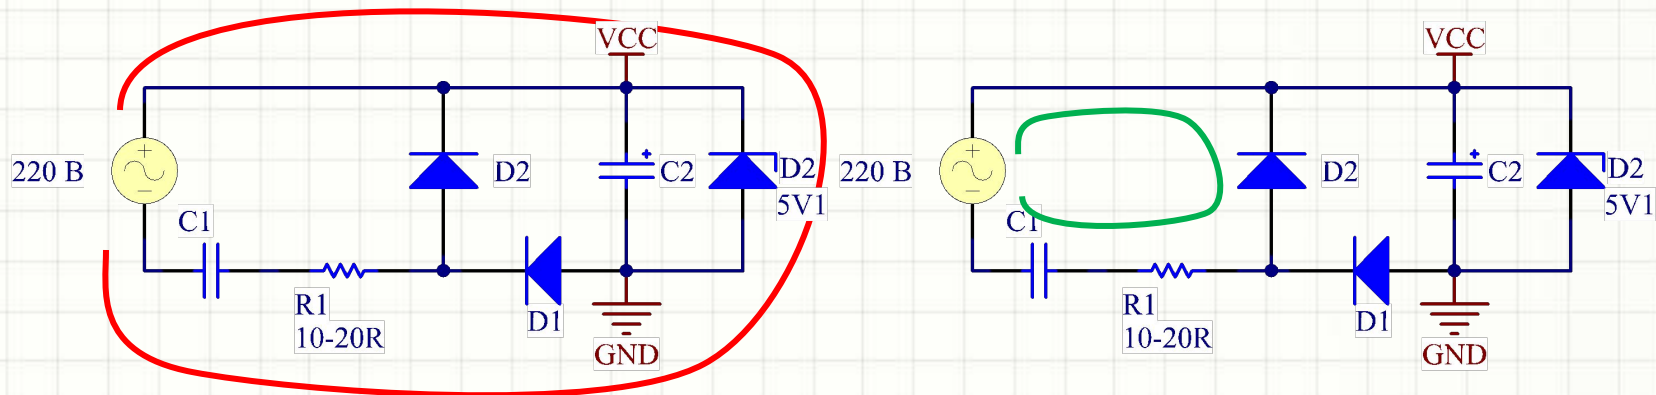 VCC
220 В
D2
C2
D2
5V1
C1
R1
10-20R
D1
GND
VCC
220 В
D2
C2
D2
5V1
C1
R1
10-20R
D1
GND